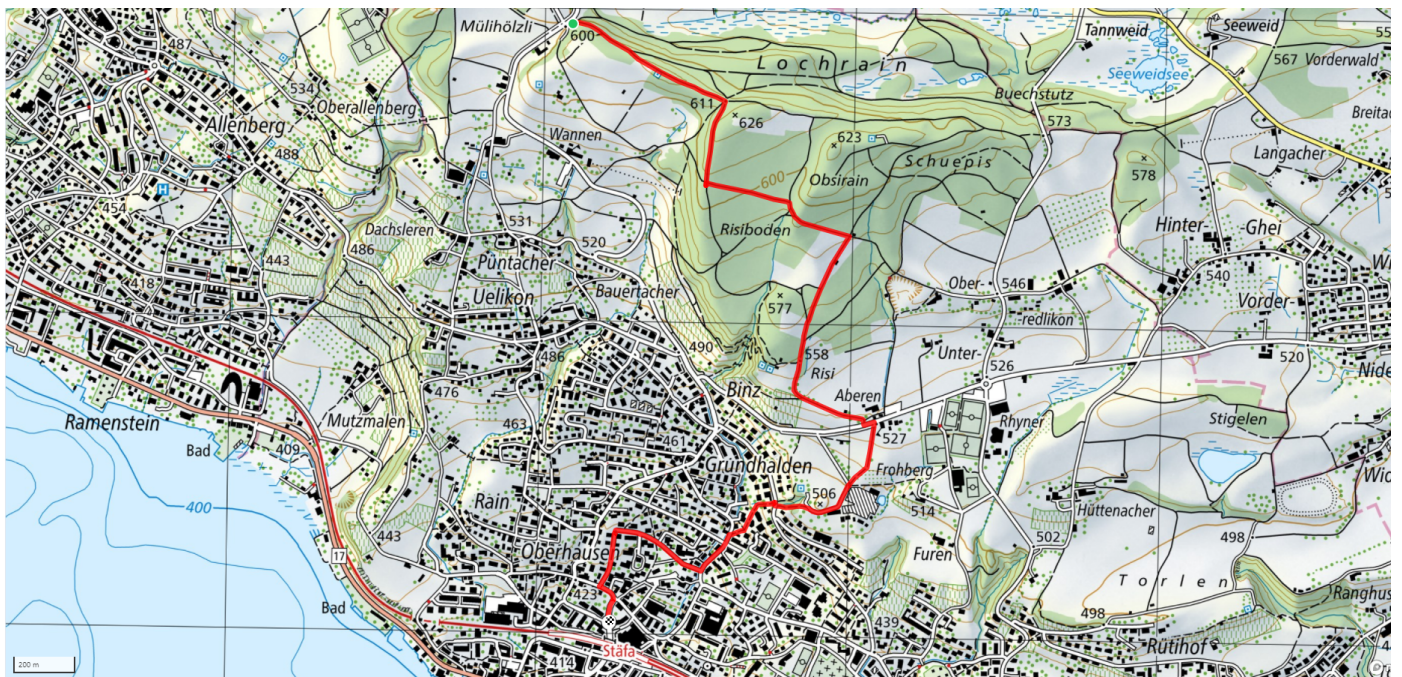 Mülihölzli
600
487
534
Oberallenberg
Allenberg
488
H
454
Wannen
531
Dachsleren
486
520
443
Püntacher
418
Uelikon
Bauertacher
486
490
Ramenstein
Bad
409
Mutzmalen
476
463
461
Binz
Grundhalden
400
Rain
443
Oberhausen
17
Bad
423
Stäfa
414
439
200 m
Lochrain
611
626
623
Schuepis
600
Obsirain
Risiboden
577
558
Risi
Aberen
527
506
Frohberg
514
Furen
Tannweid
Seeweid
Seeweidsee
567
Vorderwald
Buechstutz
573
578
Langacher
Hinter-
-Ghei
540
Vorder-
Ober-
546
-redlikon
Unter-
526
520
Rhyner
Stigelen
Hüttenacher
502
498
Torlen
498
Rütihof